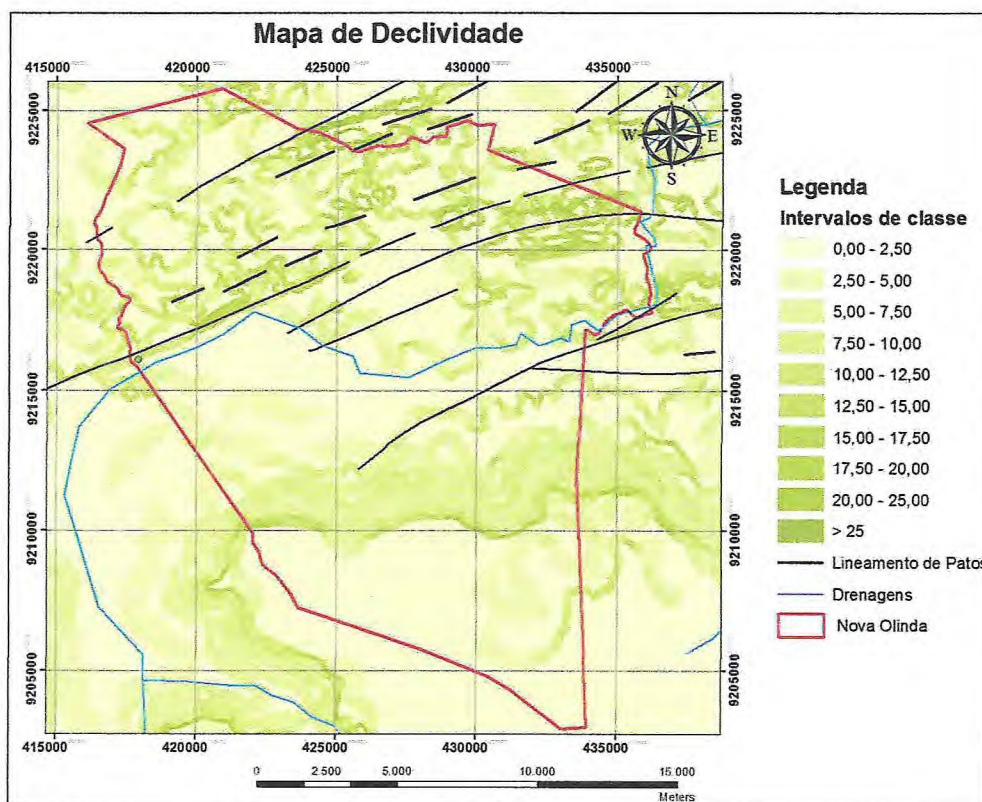 Mapa de Declividade
415000 420000 425000 430000 435000
N
W E
S
9225000 9225000
9220000 9220000
9215000 9215000
9210000 9210000
9205000 9205000
415000 420000 425000 430000 435000
0 2.500 5.000 10.000 15.000
Meters
Legenda
Intervalos de classe
0,00 - 2,50
2,50 - 5,00
5,00 - 7,50
7,50 - 10,00
10,00 - 12,50
12,50 - 15,00
15,00 - 17,50
17,50 - 20,00
20,00 - 25,00
> 25
Lineamento de Patos
Drenagens
Nova Olinda